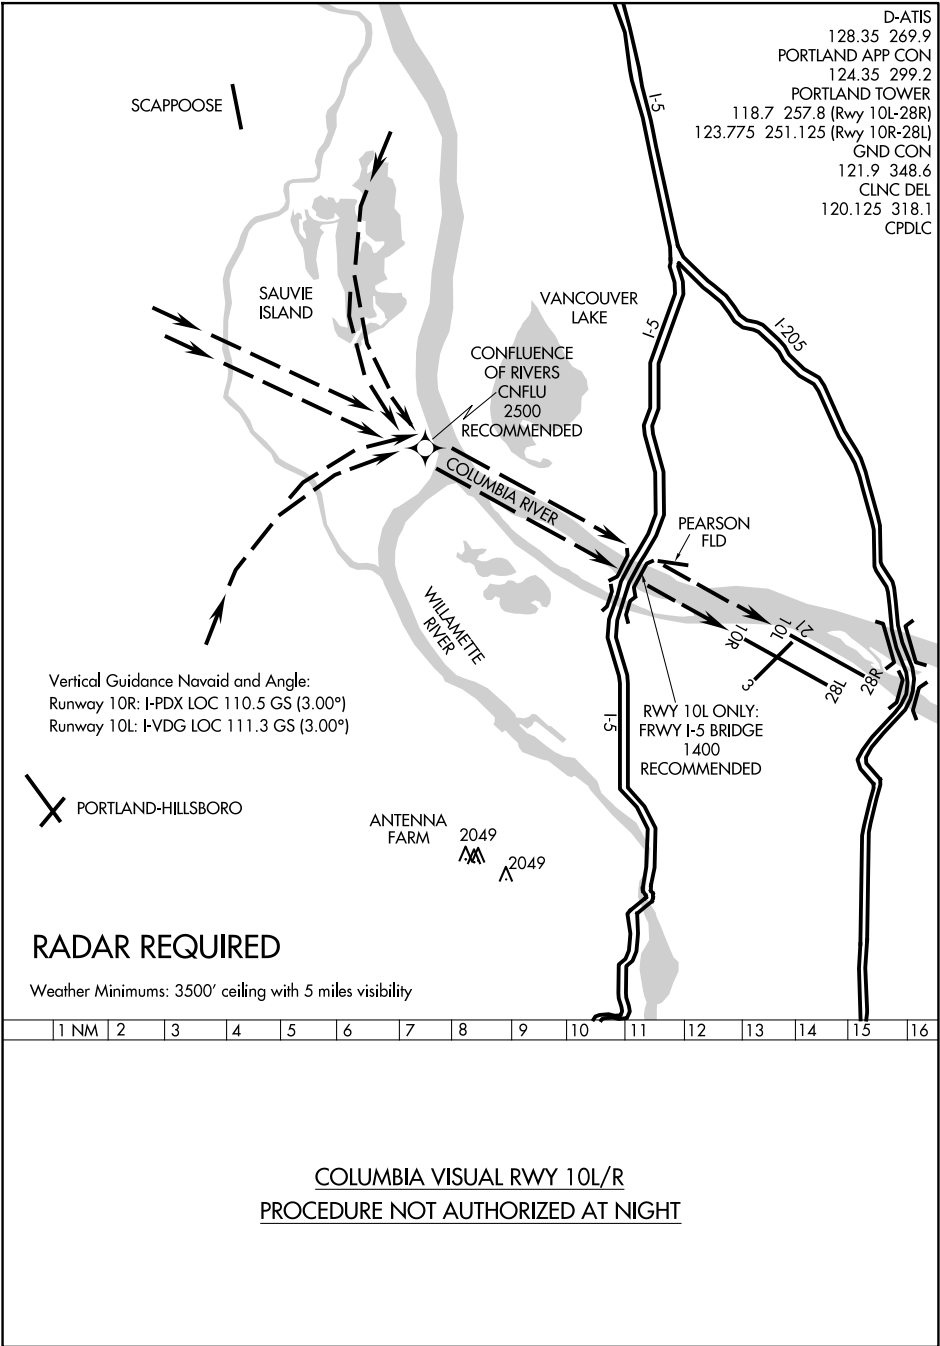 D-ATIS
128.35 269.9
PORTLAND APP CON
124.35 299.2
PORTLAND TOWER
118.7 257.8 (Rwy 10L-28R)
123.775 251.125 (Rwy 10R-28L)
GND CON
121.9 348.6
CLNC DEL
120.125 318.1
CPDLC
SCAPPOOSE
I-5
SAUVIE
ISLAND
VANCOUVER
LAKE
I-5
I-205
CONFLUENCE
OF RIVERS
CNFLU
2500
RECOMMENDED
COLUMBIA RIVER
PEARSON
FLD
WILLAMETTE
RIVER
10R
10L
21
3
28L
28R
Vertical Guidance Navaid and Angle:
Runway 10R: I-PDX LOC 110.5 GS (3.00°)
Runway 10L: I-VDG LOC 111.3 GS (3.00°)
I-5
RWY 10L ONLY:
FRWY I-5 BRIDGE
1400
RECOMMENDED
PORTLAND-HILLSBORO
ANTENNA
FARM
2049
2049
RADAR REQUIRED
Weather Minimums: 3500' ceiling with 5 miles visibility
1 NM 2 3 4 5 6 7 8 9 10 11 12 13 14 15 16
COLUMBIA VISUAL RWY 10L/R
PROCEDURE NOT AUTHORIZED AT NIGHT